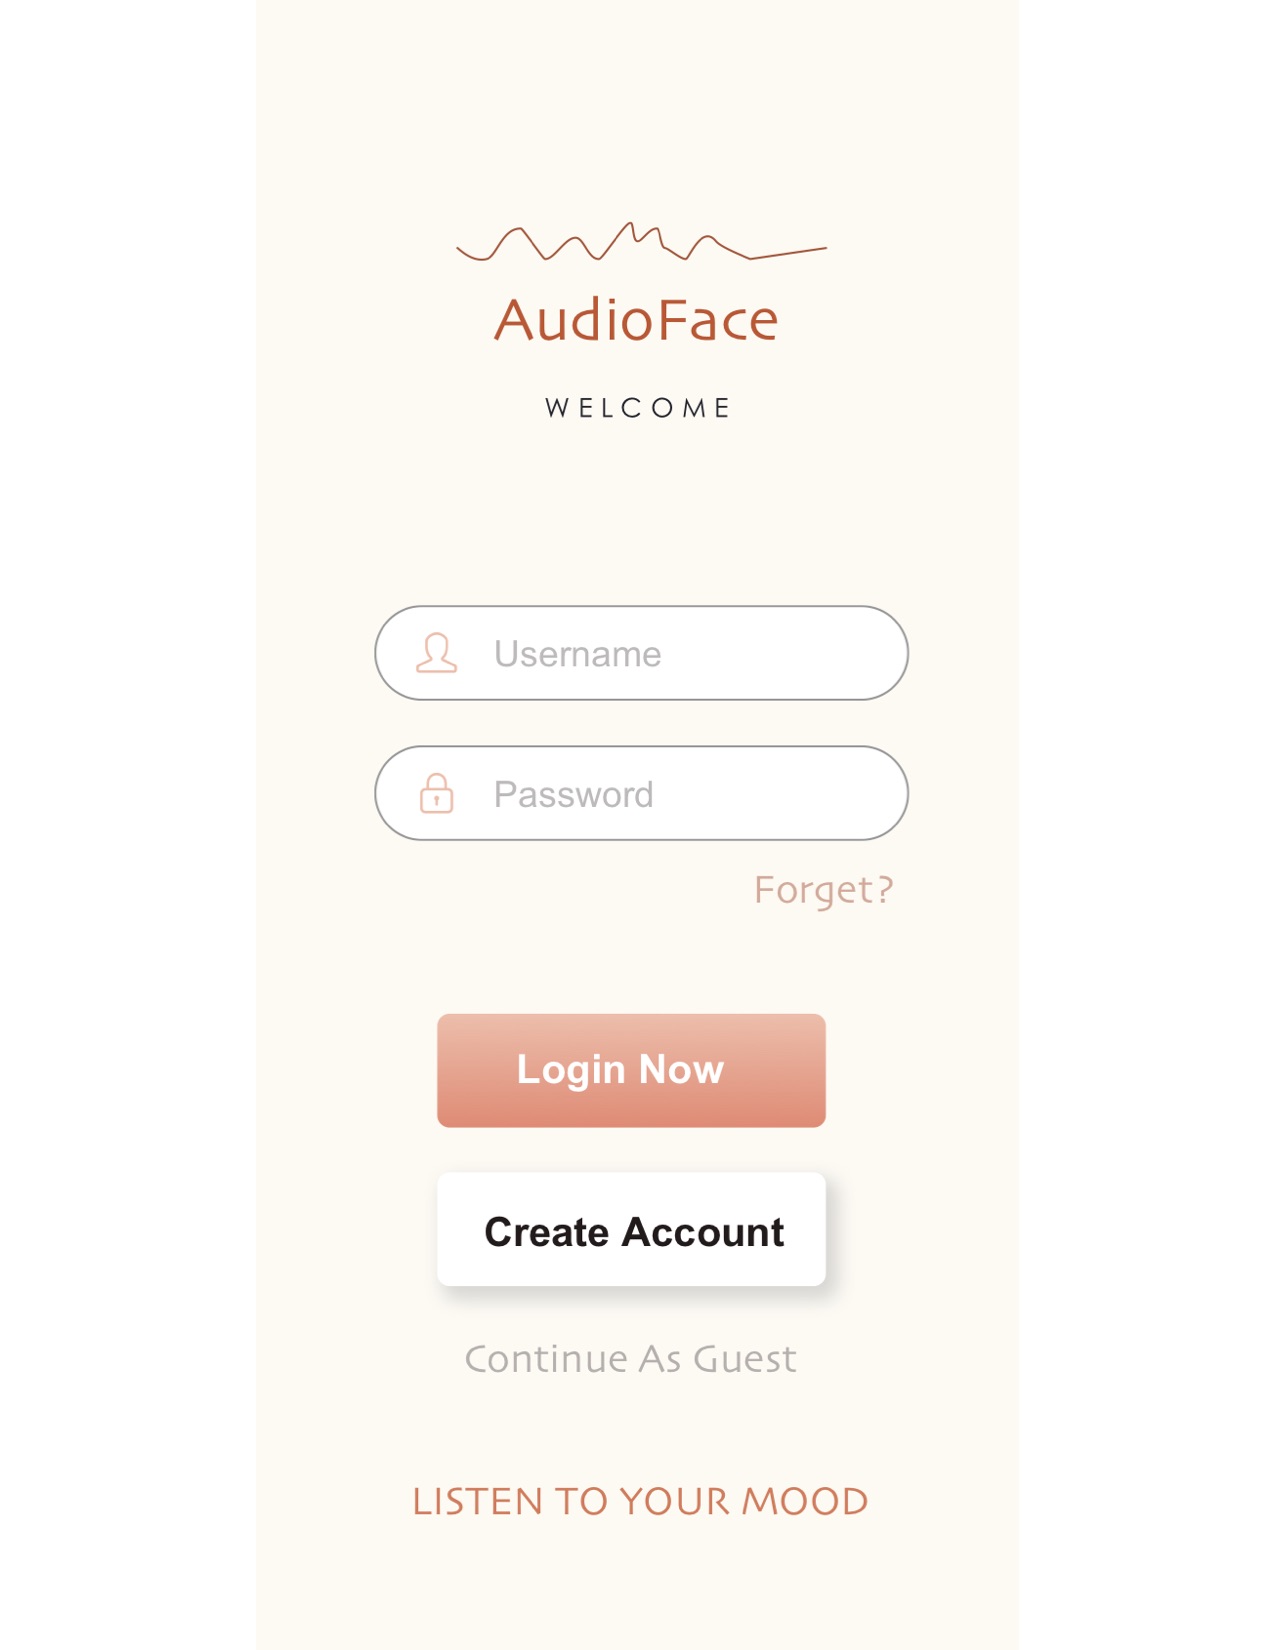 AudioFace
WELCOME
Username
Password
Forget?
Login Now
Create Account
Continue As Guest
LISTEN TO YOUR MOOD